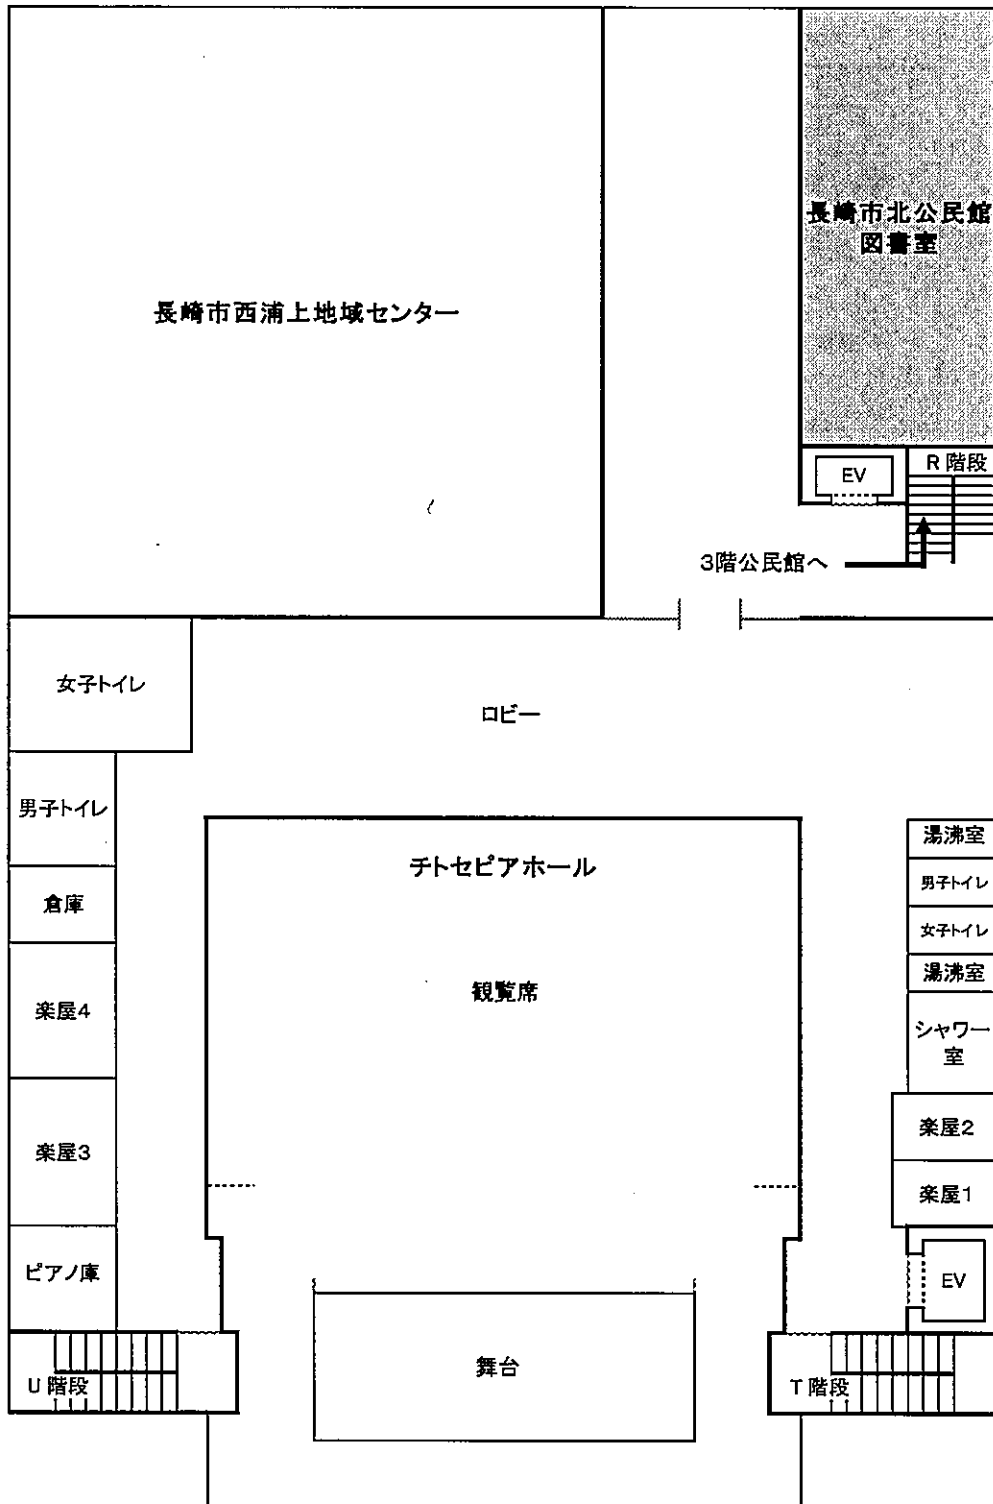 長崎市北公民館
図書室
長崎市西浦上地域センター
EV
R 階段
3階公民館へ
女子トイレ
ロビー
男子トイレ
チトセピアホール
湯沸室
男子トイレ
倉庫
女子トイレ
観覧席
湯沸室
楽屋4
シャワー
室
楽屋2
楽屋3
楽屋1
ピアノ庫
EV
舞台
U 階段
T 階段